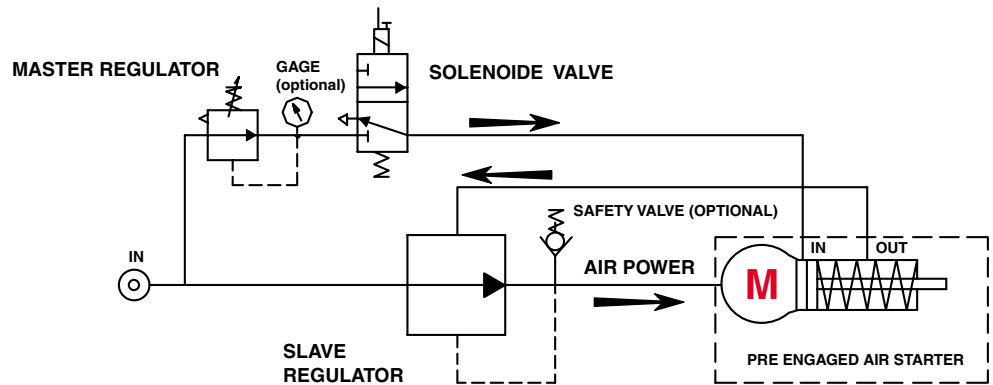 MASTER REGULATOR
GAGE
(optional)
SOLENOIDE VALVE
SAFETY VALVE (OPTIONAL)
IN
IN
OUT
AIR POWER
M
SLAVE
REGULATOR
PRE ENGAGED AIR STARTER